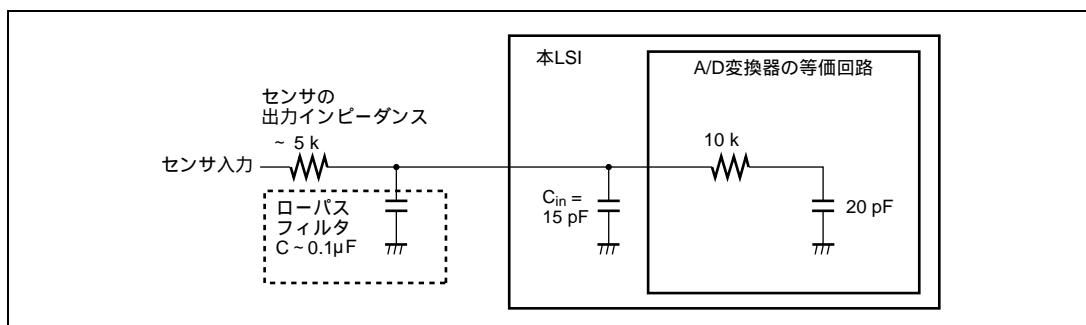 本LSI
A/D変換器の等価回路
センサの
出力インピーダンス
~ 5 k
10 k
センサ入力
ローパス
フィルタ
C ~ 0.1μF
Cin =
15 pF
20 pF